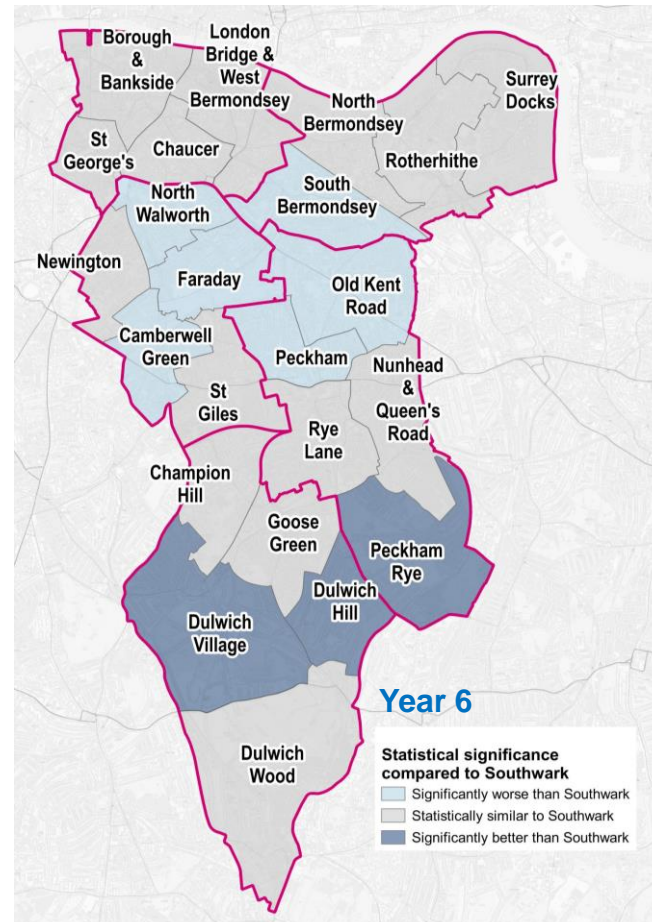 Borough
&
Bankside
London
Bridge &
West
Bermondsey
Surrey
Docks
North
Bermondsey
St
George's
Chaucer
Rotherhithe
North
Walworth
South
Bermondsey
Newington
Faraday
Old Kent
Road
Camberwell
Green
Peckham
Nunhead
&
Queen's
Road
St
Giles
Rye
Lane
Champion
Hill
Goose
Green
Peckham
Rye
Dulwich
Hill
Dulwich
Village
Year 6
Dulwich
Wood
Statistical significance
compared to Southwark
Significantly worse than Southwark
Statistically similar to Southwark
Significantly better than Southwark